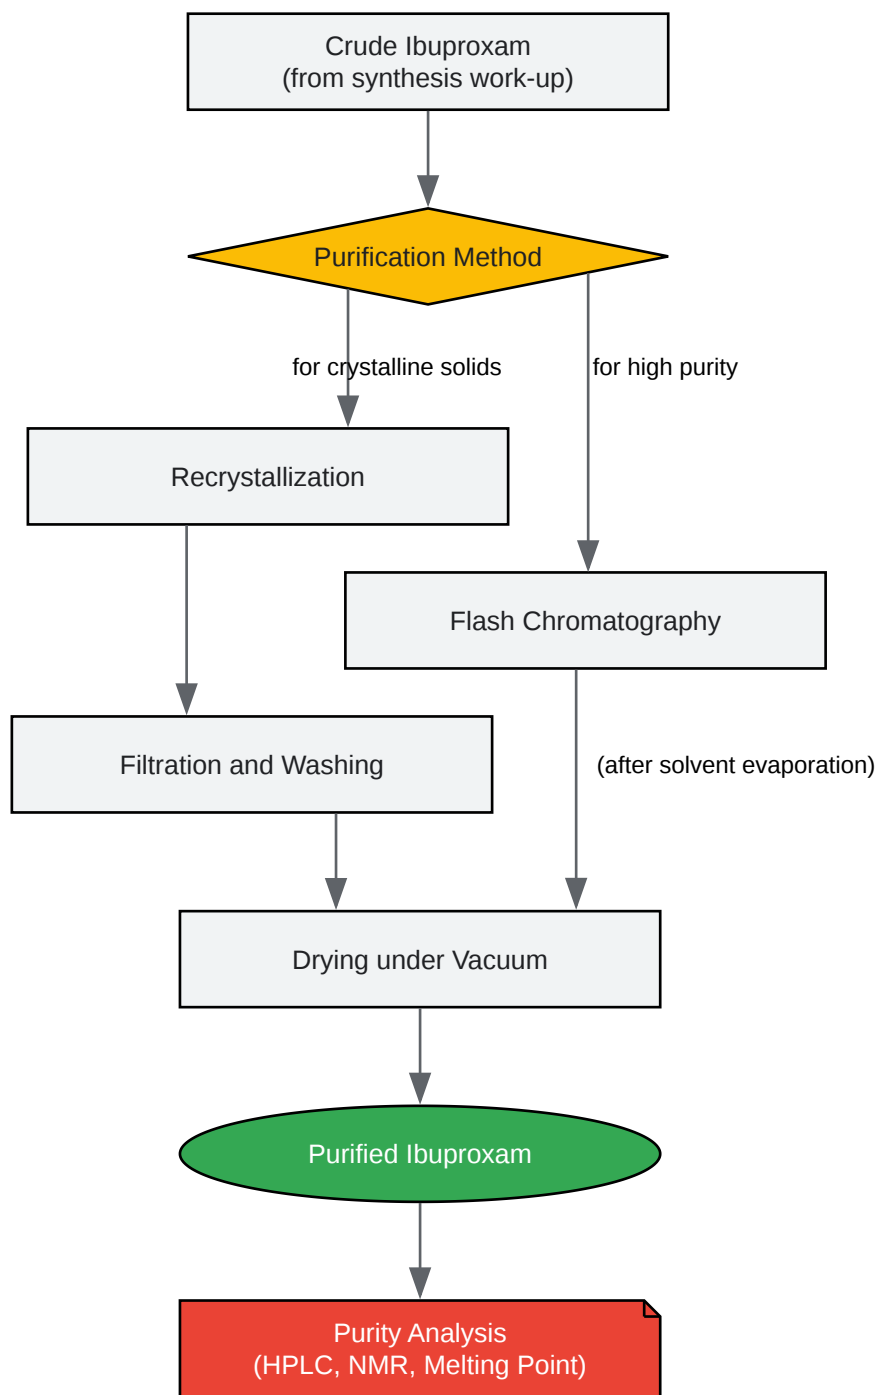 Crude Ibuproxam
(from synthesis work-up)
Purification Method
for crystalline solids
for high purity
Recrystallization
Flash Chromatography
Filtration and Washing
(after solvent evaporation)
Drying under Vacuum
Purified Ibuproxam
Purity Analysis
(HPLC, NMR, Melting Point)